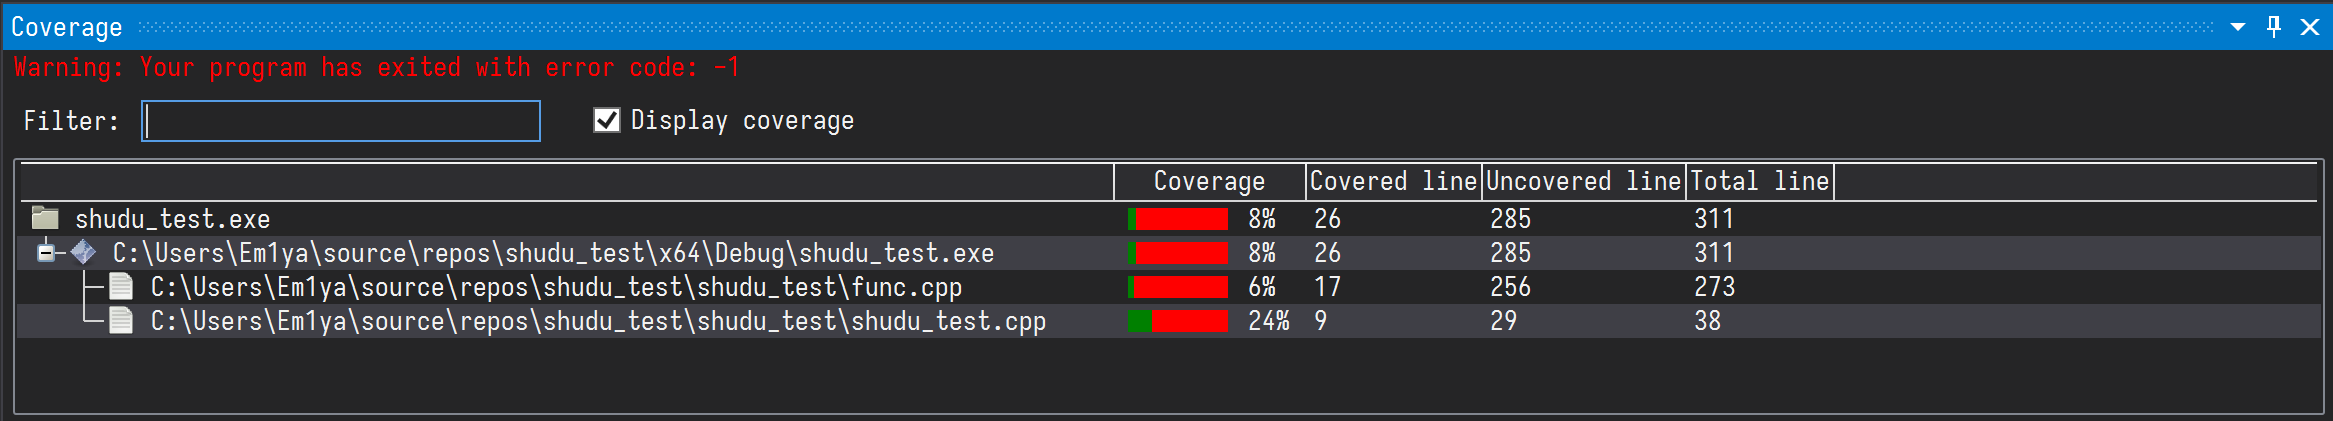 Coverage
Warning: Your program has exited with error code: -1
Filter: Display coverage
Coverage Covered line Uncovered line Total line
shudu_test.exe 8% 26 285 311
C:\Users\Em1ya\source\repos\shudu_test\x64\Debug\shudu_test.exe 8% 26 285 311
C:\Users\Em1ya\source\repos\shudu_test\shudu_test\func.cpp 6% 17 256 273
C:\Users\Em1ya\source\repos\shudu_test\shudu_test\shudu_test.cpp 24% 9 29 38